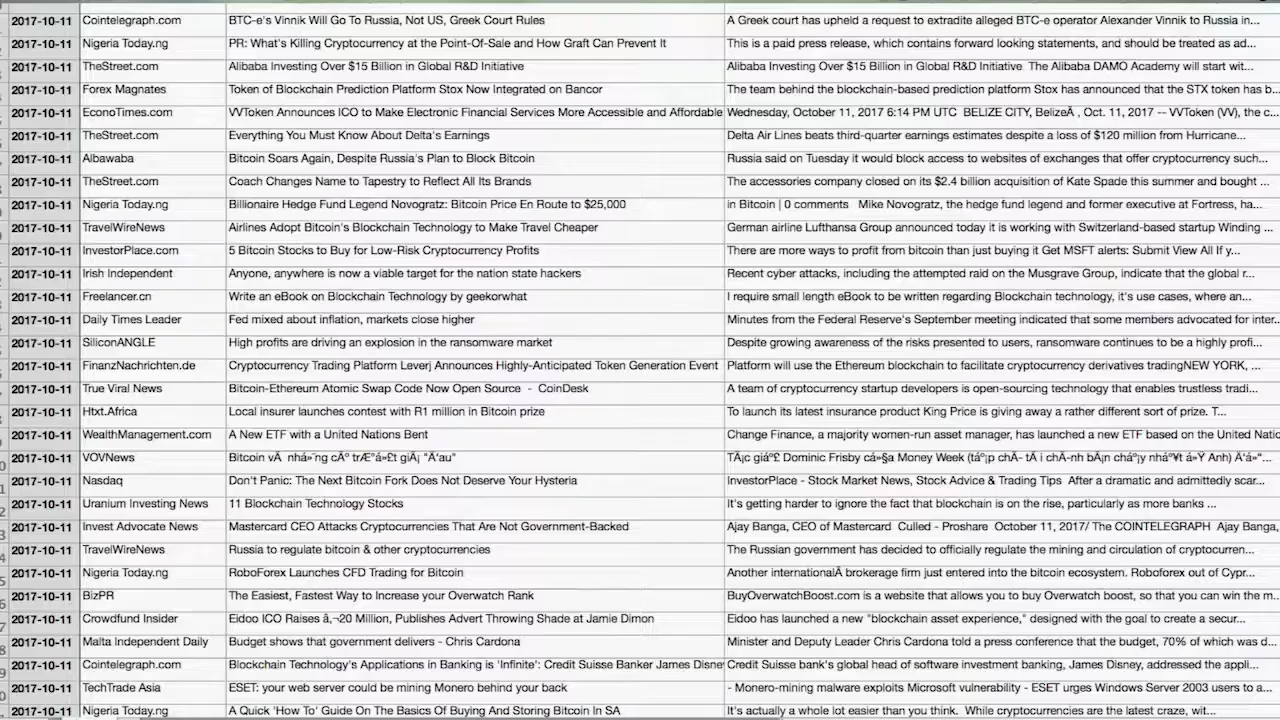 2017-10-11 Cointelegraph.com BTC-e's Vinnik Will Go To Russia, Not US, Greek Court Rules A Greek court has upheld a request to extradite alleged BTC-e operator Alexander Vinnik to Russia in...
2017-10-11 Nigeria Today.ng PR: What's Killing Cryptocurrency at the Point-Of-Sale and How Graft Can Prevent It This is a paid press release, which contains forward looking statements, and should be treated as ad...
2017-10-11 TheStreet.com Alibaba Investing Over $15 Billion in Global R&D Initiative Alibaba Investing Over $15 Billion in Global R&D Initiative The Alibaba DAMO Academy will start wit...
2017-10-11 Forex Magnates Token of Blockchain Prediction Platform Stox Now Integrated on Bancor The team behind the blockchain-based prediction platform Stox has announced that the STX token has b...
2017-10-11 EconoTimes.com VVToken Announces ICO to Make Electronic Financial Services More Accessible and Affordable Wednesday, October 11, 2017 6:14 PM UTC BELIZE CITY, BelizeÂ , Oct. 11, 2017 -- VVToken (VV), the c...
2017-10-11 TheStreet.com Everything You Must Know About Delta's Earnings Delta Air Lines beats third-quarter earnings estimates despite a loss of $120 million from Hurricane...
2017-10-11 Albawaba Bitcoin Soars Again, Despite Russia's Plan to Block Bitcoin Russia said on Tuesday it would block access to websites of exchanges that offer cryptocurrency such...
2017-10-11 TheStreet.com Coach Changes Name to Tapestry to Reflect All Its Brands The accessories company closed on its $2.4 billion acquisition of Kate Spade this summer and bought ...
2017-10-11 Nigeria Today.ng Billionaire Hedge Fund Legend Novogratz: Bitcoin Price En Route to $25,000 in Bitcoin | 0 comments Mike Novogratz, the hedge fund legend and former executive at Fortress, ha...
2017-10-11 TravelWireNews Airlines Adopt Bitcoin's Blockchain Technology to Make Travel Cheaper German airline Lufthansa Group announced today it is working with Switzerland-based startup Winding ...
2017-10-11 InvestorPlace.com 5 Bitcoin Stocks to Buy for Low-Risk Cryptocurrency Profits There are more ways to profit from bitcoin than just buying it Get MSFT alerts: Submit View All If y...
2017-10-11 Irish Independent Anyone, anywhere is now a viable target for the nation state hackers Recent cyber attacks, including the attempted raid on the Musgrave Group, indicate that the global r...
2017-10-11 Freelancer.cn Write an eBook on Blockchain Technology by geekorwhat I require small length eBook to be written regarding Blockchain technology, it's use cases, where an...
2017-10-11 Daily Times Leader Fed mixed about inflation, markets close higher Minutes from the Federal Reserve's September meeting indicated that some members advocated for inter...
2017-10-11 SiliconANGLE High profits are driving an explosion in the ransomware market Despite growing awareness of the risks presented to users, ransomware continues to be a highly profi...
2017-10-11 FinanzNachrichten.de Cryptocurrency Trading Platform Leverj Announces Highly-Anticipated Token Generation Event Platform will use the Ethereum blockchain to facilitate cryptocurrency derivatives tradingNEW YORK, ...
2017-10-11 True Viral News Bitcoin-Ethereum Atomic Swap Code Now Open Source - CoinDesk A team of cryptocurrency startup developers is open-sourcing technology that enables trustless tradi...
2017-10-11 Htxt.Africa Local insurer launches contest with R1 million in Bitcoin prize To launch its latest insurance product King Price is giving away a rather different sort of prize. T...
2017-10-11 WealthManagement.com A New ETF with a United Nations Bent Change Finance, a majority women-run asset manager, has launched a new ETF based on the United Natio
2017-10-11 VOVNews Bitcoin Dominic Frisby Money Week
2017-10-11 Nasdaq Don't Panic: The Next Bitcoin Fork Does Not Deserve Your Hysteria InvestorPlace - Stock Market News, Stock Advice & Trading Tips After a dramatic and admittedly scar...
2017-10-11 Uranium Investing News 11 Blockchain Technology Stocks It's getting harder to ignore the fact that blockchain is on the rise, particularly as more banks ...
2017-10-11 Invest Advocate News Mastercard CEO Attacks Cryptocurrencies That Are Not Government-Backed Ajay Banga, CEO of Mastercard Culled - Proshare October 11, 2017/ The COINTELEGRAPH Ajay Banga,
2017-10-11 TravelWireNews Russia to regulate bitcoin & other cryptocurrencies The Russian government has decided to officially regulate the mining and circulation of cryptocurren...
2017-10-11 Nigeria Today.ng RoboForex Launches CFD Trading for Bitcoin Another internationalÂ brokerage firm just entered into the bitcoin ecosystem. Roboforex out of Cypr...
2017-10-11 BizPR The Easiest, Fastest Way to Increase your Overwatch Rank BuyOverwatchBoost.com is a website that allows you to buy Overwatch boost, so that you can win the m...
2017-10-11 Crowdfund Insider Eidoo ICO Raises â‚¬20 Million, Publishes Advert Throwing Shade at Jamie Dimon Eidoo has launched a new "blockchain asset experience," designed with the goal to create a secur...
2017-10-11 Malta Independent Daily Budget shows that government delivers - Chris Cardona Minister and Deputy Leader Chris Cardona told a press conference that the budget, 70% of which was d...
2017-10-11 Cointelegraph.com Blockchain Technology's Applications in Banking is 'Infinite': Credit Suisse Banker James Disney Credit Suisse bank's global head of software investment banking, James Disney, addressed the appli...
2017-10-11 TechTrade Asia ESET: your web server could be mining Monero behind your back - Monero-mining malware exploits Microsoft vulnerability - ESET urges Windows Server 2003 users to a...
2017-10-11 Nigeria Today.ng A Quick 'How To' Guide On The Basics Of Buying And Storing Bitcoin In SA It's actually a whole lot easier than you think. While cryptocurrencies are the latest craze, wit...